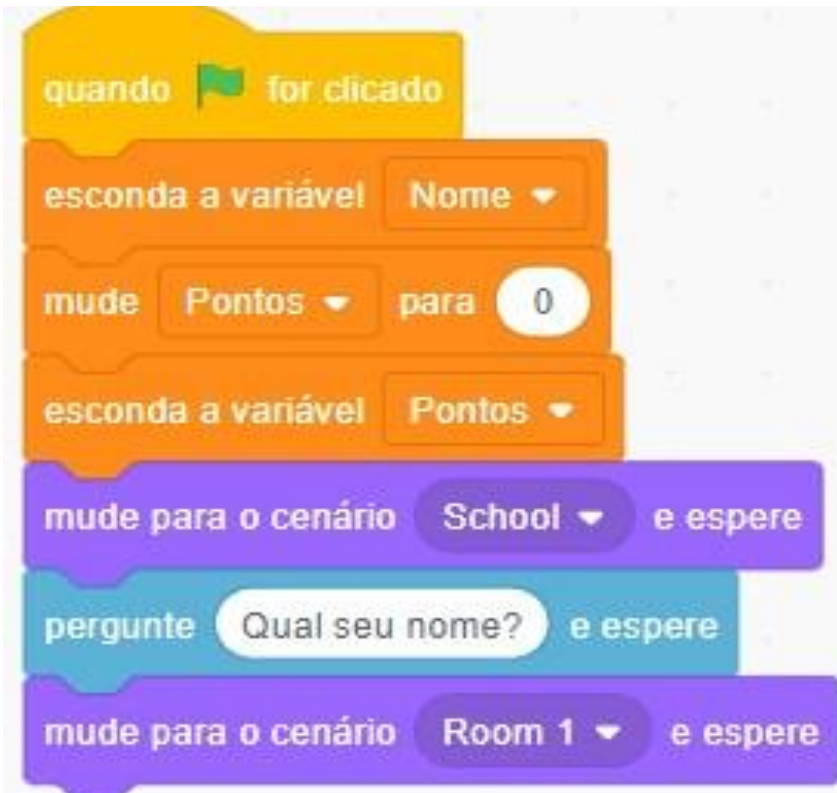 quando for clicado
esconda a variável Nome
mude Pontos para 0
esconda a variável Pontos
mude para o cenário School e espere
pergunte Qual seu nome? e espere
mude para o cenário Room 1 e espere